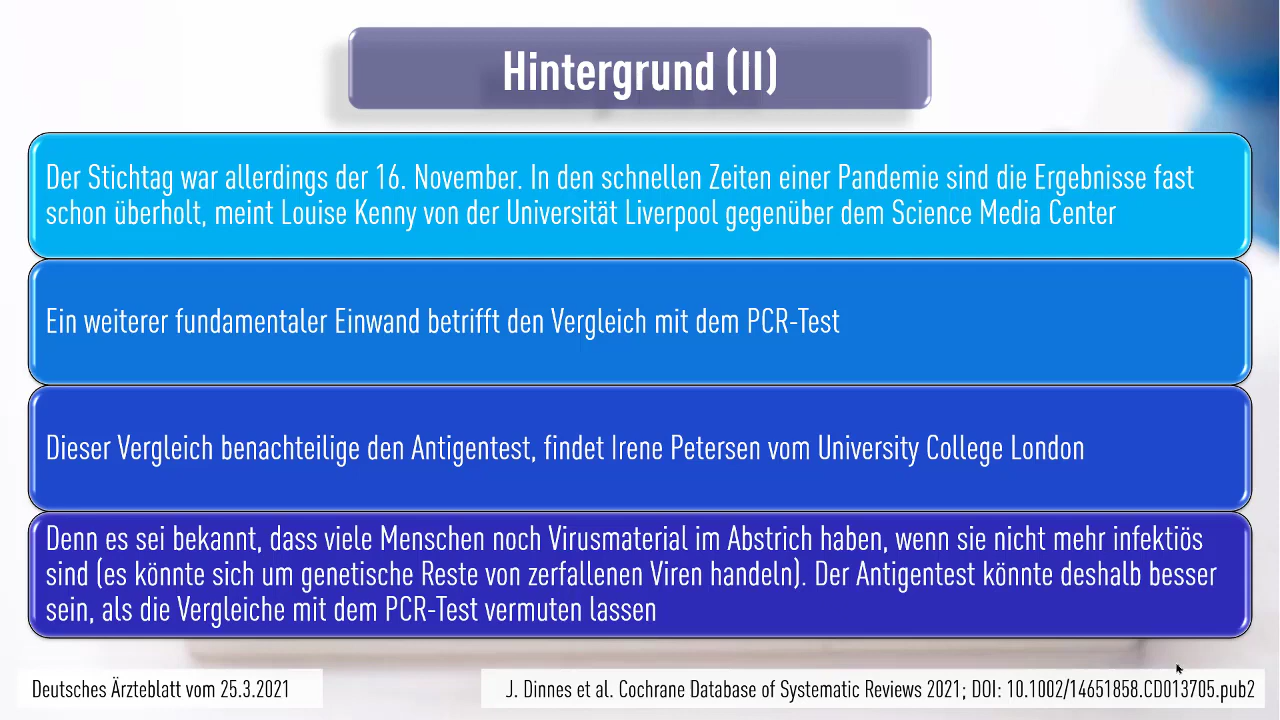 Hintergrund (II)
Der Stichtag war allerdings der 16. November. In den schnellen Zeiten einer Pandemie sind die Ergebnisse fast
schon überholt, meint Louise Kenny von der Universität Liverpool gegenüber dem Science Media Center
Ein weiterer fundamentaler Einwand betrifft den Vergleich mit dem PCR-Test
Dieser Vergleich benachteilige den Antigentest, findet Irene Petersen vom University College London
Denn es sei bekannt, dass viele Menschen noch Virusmaterial im Abstrich haben, wenn sie nicht mehr infektiös
sind (es könnte sich um genetische Reste von zerfallenen Viren handeln). Der Antigentest könnte deshalb besser
sein, als die Vergleiche mit dem PCR-Test vermuten lassen
Deutsches Ärzteblatt vom 25.3.2021
J. Dinnes et al. Cochrane Database of Systematic Reviews 2021; DOI: 10.1002/14651858.CD013705.pub2